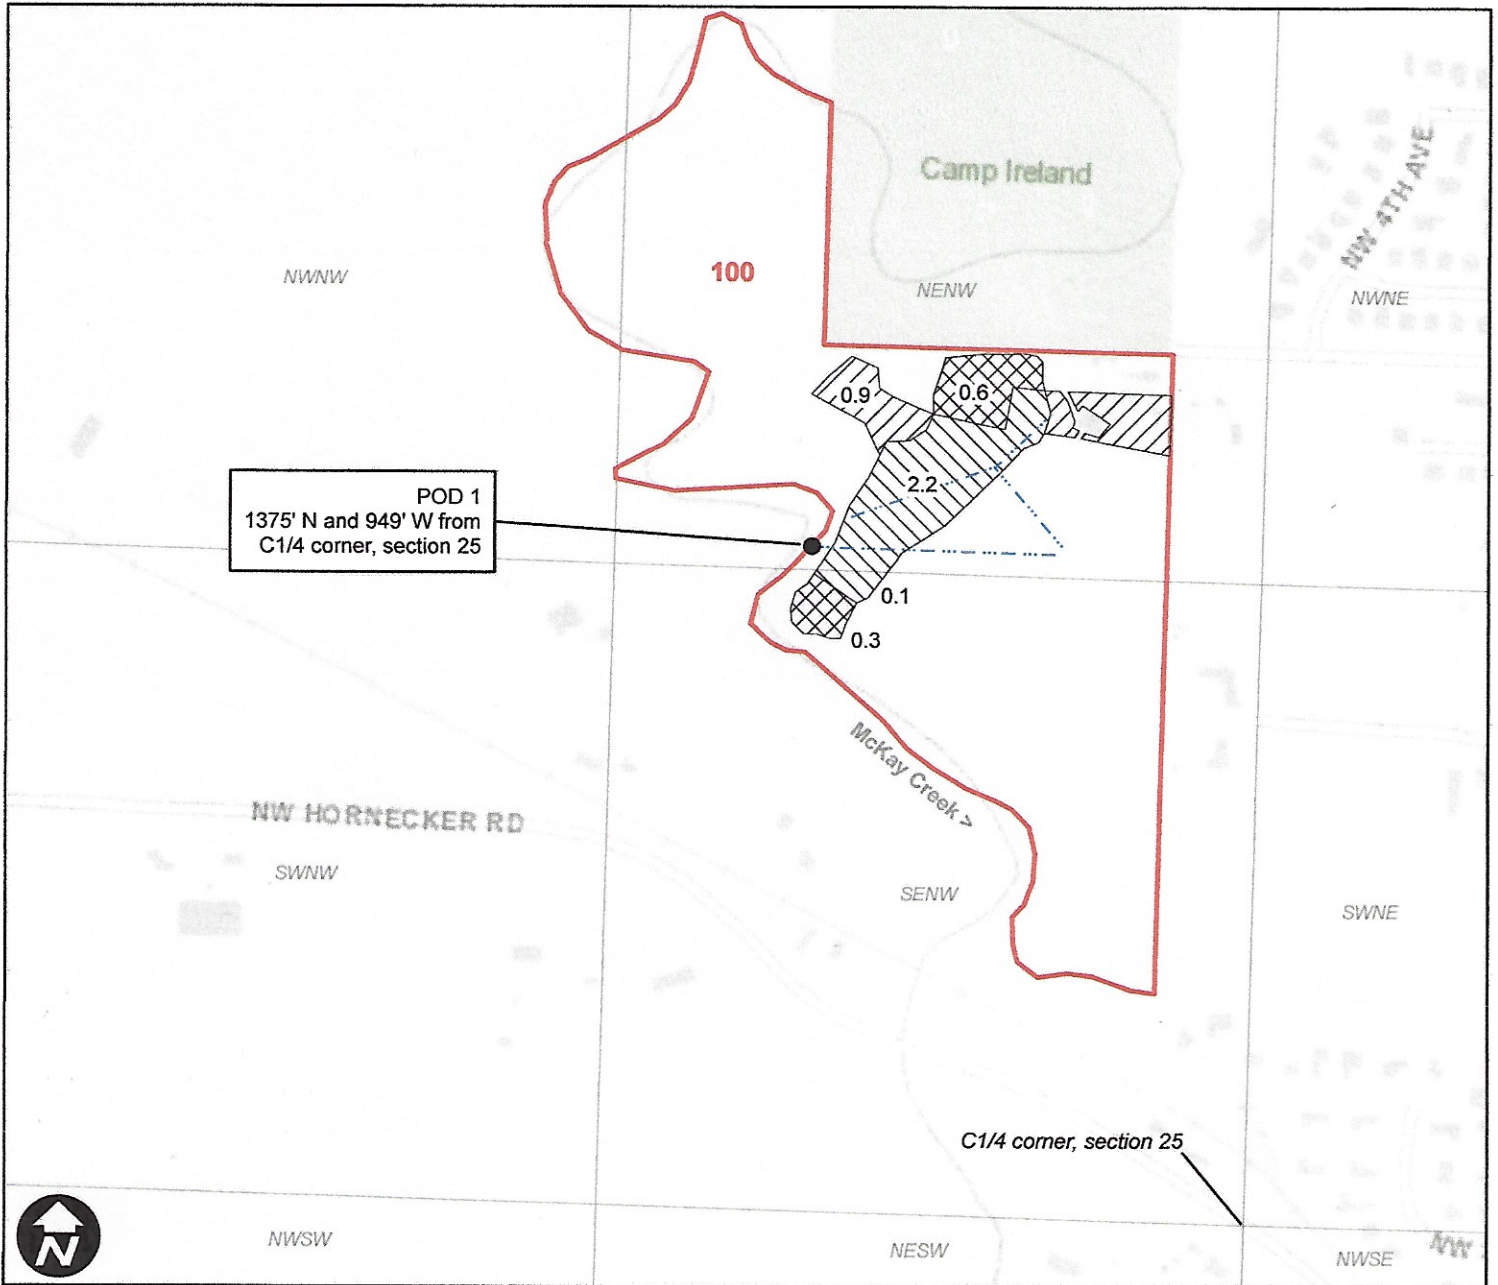 Camp Ireland
NW 4TH AVE
100
NWNW
NENW
NWNE
0.9
0.6
2.2
POD 1
1375' N and 949' W from
C1/4 corner, section 25
0.1
0.3
McKay Creek >
NW HORNECKER RD
SWNW
SENW
SWNE
C1/4 corner, section 25
N
NWSW
NESW
NWSE
NW